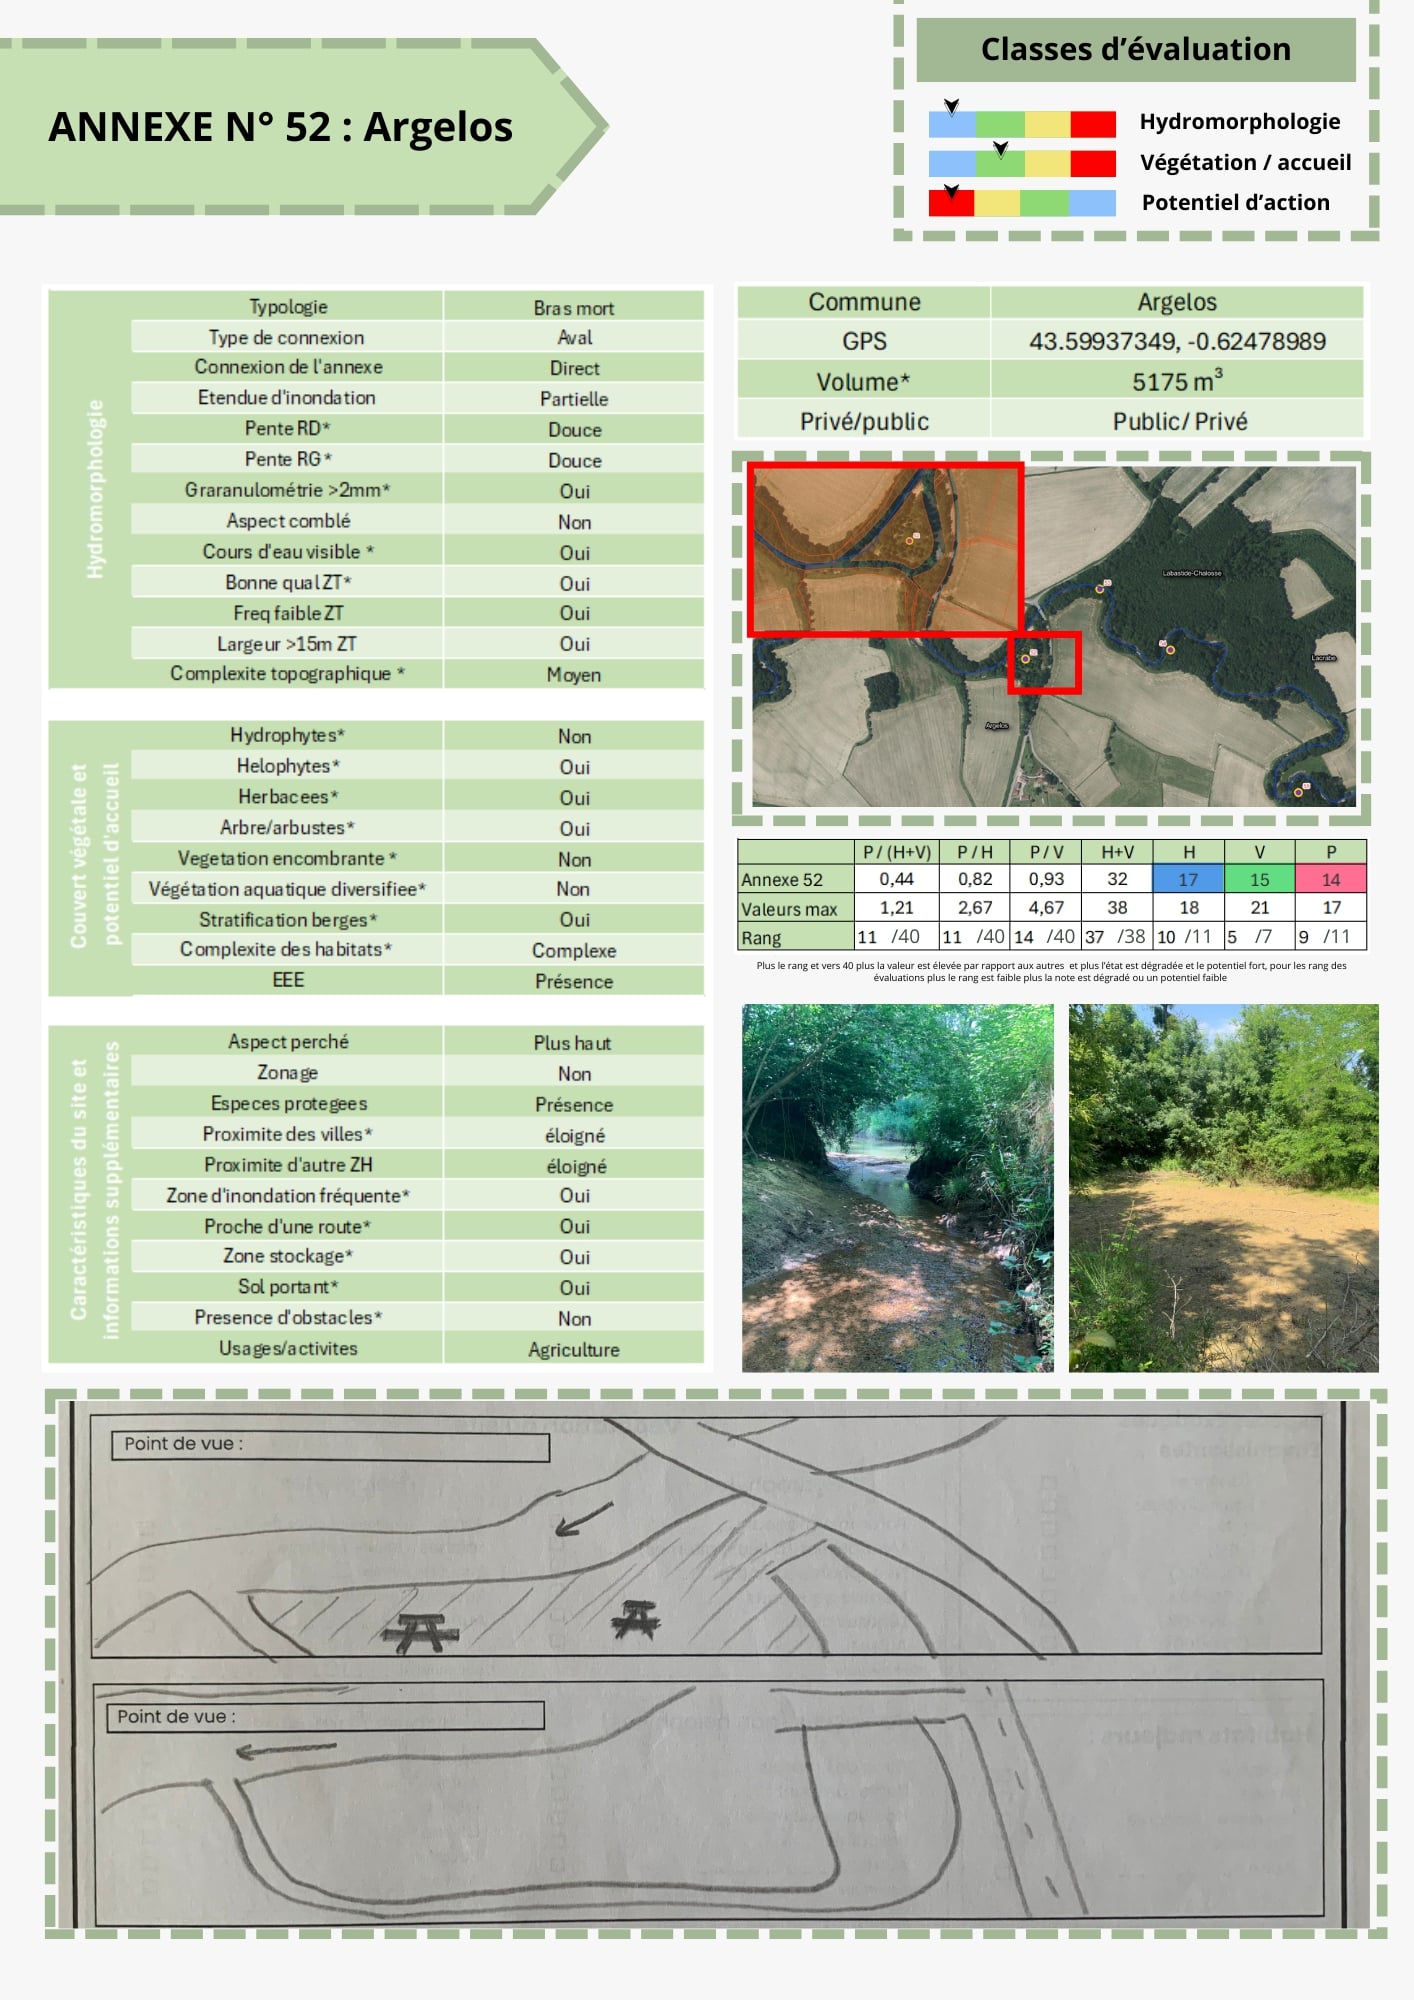 ANNEXE N° 52 : Argelos
Classes d'évaluation
Hydromorphologie
Végétation / accueil
Potentiel d'action
Hydromorphologie
Typologie Bras mort
Type de connexion Aval
Connexion de l'annexe Direct
Etendue d'inondation Partielle
Pente RD* Douce
Pente RG* Douce
Graranulométrie >2mm* Oui
Aspect comblé Non
Cours d'eau visible * Oui
Bonne qual ZT* Oui
Freq faible ZT Oui
Largeur >15m ZT Oui
Complexite topographique * Moyen
Couvert végétale et
potentiel d'accueil
Hydrophytes* Non
Helophytes* Oui
Herbacees* Oui
Arbre/arbustes* Oui
Vegetation encombrante * Non
Végétation aquatique diversifiee* Non
Stratification berges* Oui
Complexite des habitats* Complexe
EEE Présence
Caractéristiques du site et
informations supplémentaires
Aspect perché Plus haut
Zonage Non
Especes protegees Présence
Proximite des villes* éloigné
Proximite d'autre ZH éloigné
Zone d'inondation fréquente* Oui
Proche d'une route* Oui
Zone stockage* Oui
Sol portant* Oui
Presence d'obstacles* Non
Usages/activites Agriculture
Commune Argelos
GPS 43.59937349, -0.62478989
Volume* 5175 m³
Privé/public Public/ Privé
Labastide-Chalosse
Lacrabe
Argelos
P / (H+V) P / H P / V H+V H V P
Annexe 52 0,44 0,82 0,93 32 17 15 14
Valeurs max 1,21 2,67 4,67 38 18 21 17
Rang 11 /40 11 /40 14 /40 37 /38 10 /11 5 /7 9 /11
Plus le rang et vers 40 plus la valeur est élevée par rapport aux autres et plus l'état est dégradée et le potentiel fort, pour les rang des
évaluations plus le rang est faible plus la note est dégradé ou un potentiel faible
Point de vue :
Point de vue :